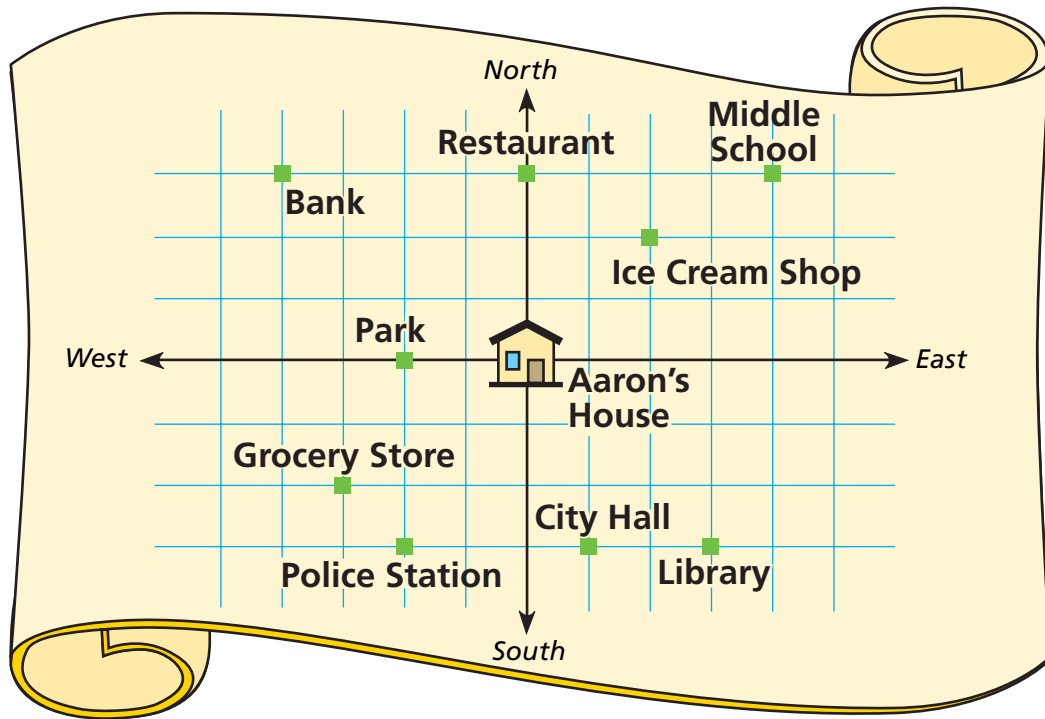 North
Middle
School
Restaurant
Bank
Ice Cream Shop
Park
West
East
Aaron’s
House
Grocery Store
City Hall
Police Station
Library
South